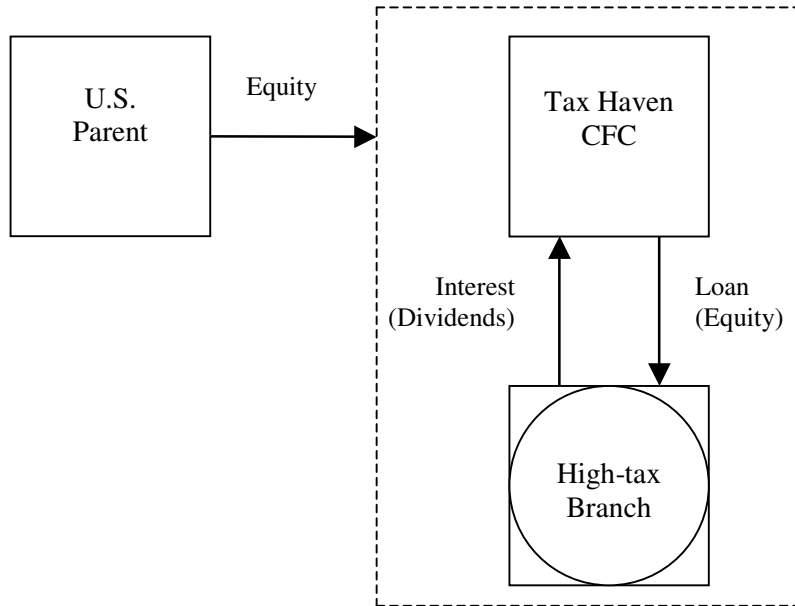 U.S.
Parent
Equity
Tax Haven
CFC
Interest
(Dividends)
Loan
(Equity)
High-tax
Branch